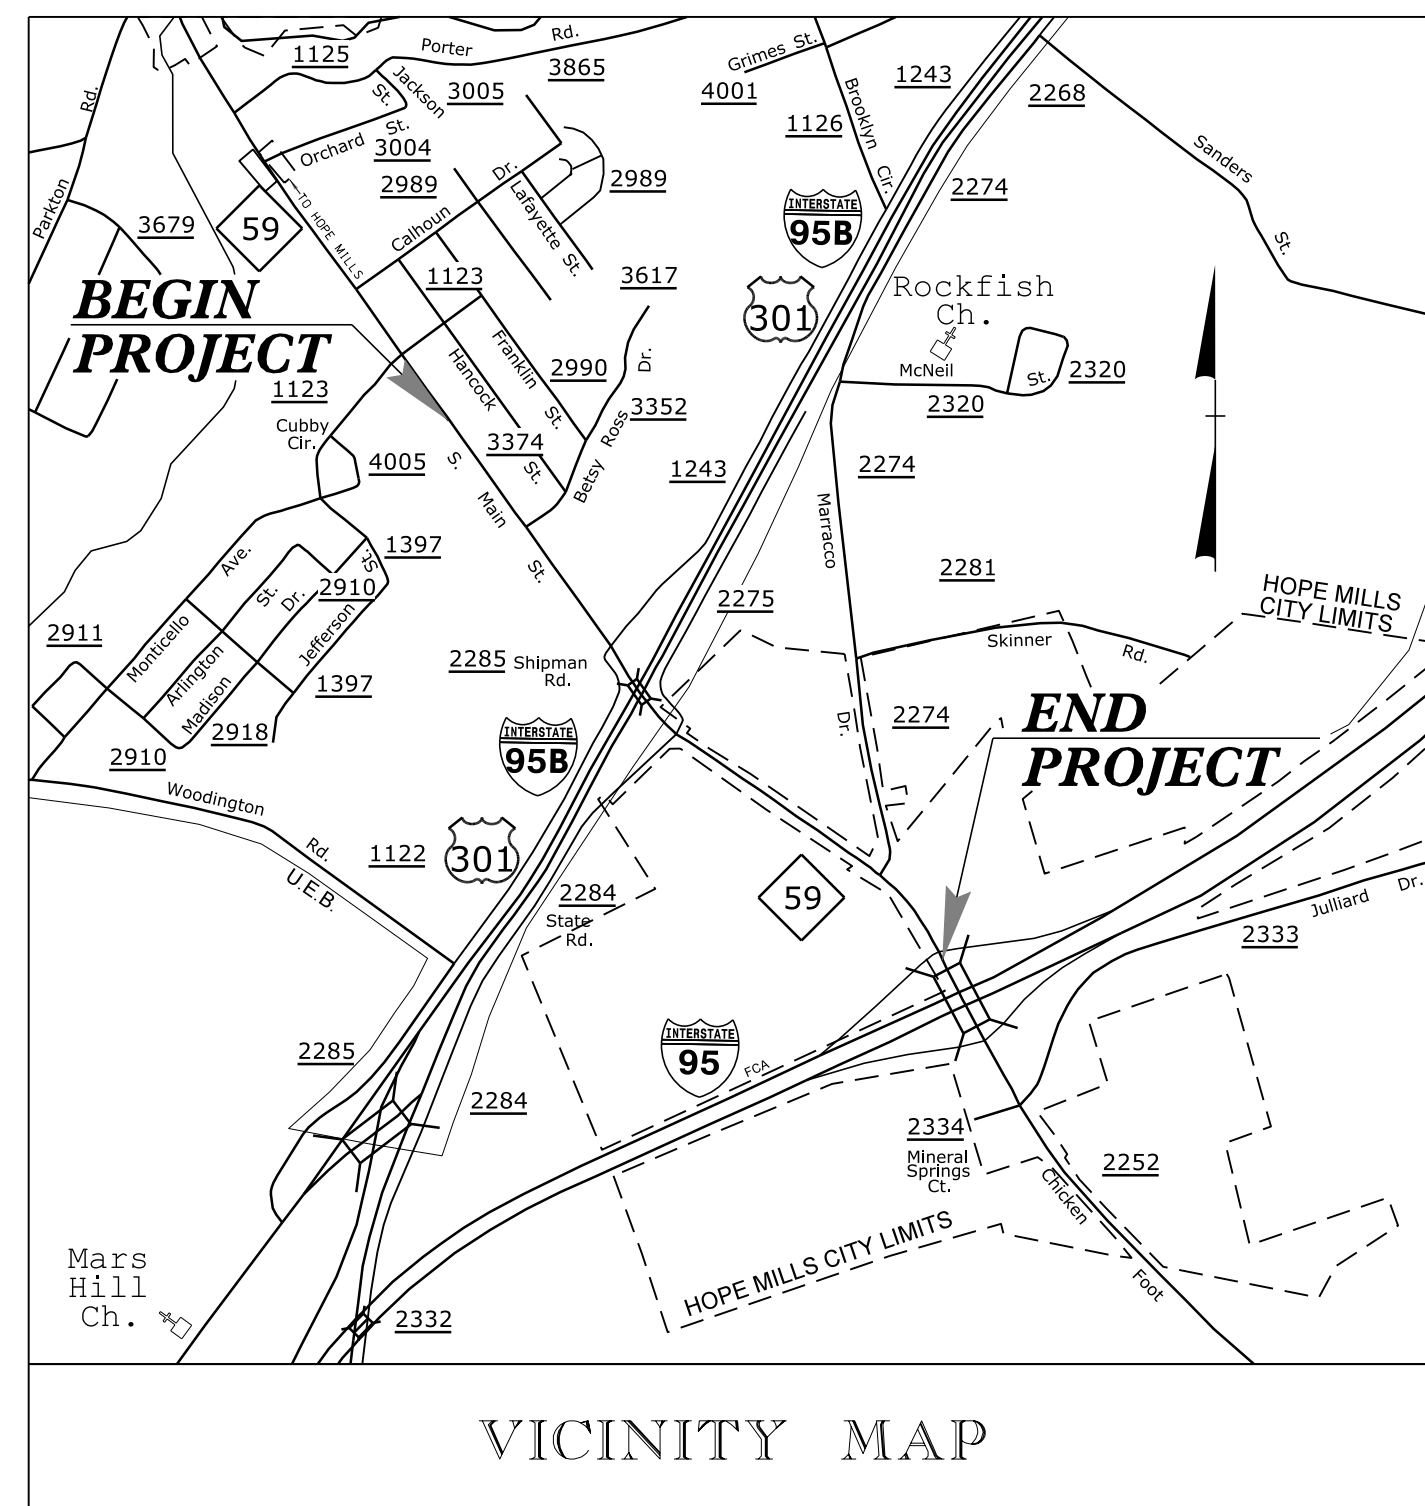 1125
Porter
Rd.
3865
Grimes St.
4001
1243
2268
Rd.
Jackson
St.
3005
Brooklyn
Cir.
1126
Orchard
St.
3004
Sanders
St.
2989
Dr.
2989
2274
Parkton
3679
59
TO HOPE MILLS
Calhoun
Lafayette St.
INTERSTATE
95B
BEGIN
PROJECT
1123
3617
301
Rockfish
Ch.
Franklin
St.
Hancock
St.
2990
Dr.
McNeil
St.
2320
2320
1123
Cubby
Cir.
3352
Betsy Ross
3374
4005
S.
Main
St.
1243
2274
Marracco
Dr.
1397
St.
Ave.
St.
Dr.
2910
2281
HOPE MILLS
CITY LIMITS
2275
2911
Monticello
Arlington
Madison
Jefferson
Skinner
Rd.
2285
Shipman
Rd.
1397
2918
2910
2274
END
PROJECT
INTERSTATE
95B
Woodington
Rd.
1122
301
U.E.B.
2284
State
Rd.
59
Julliard
Dr.
2333
2285
INTERSTATE
95
FCA
2284
2334
Mineral
Springs
Ct.
2252
Chicken
Foot
HOPE MILLS CITY LIMITS
Mars
Hill
Ch.
2332
VICINITY MAP